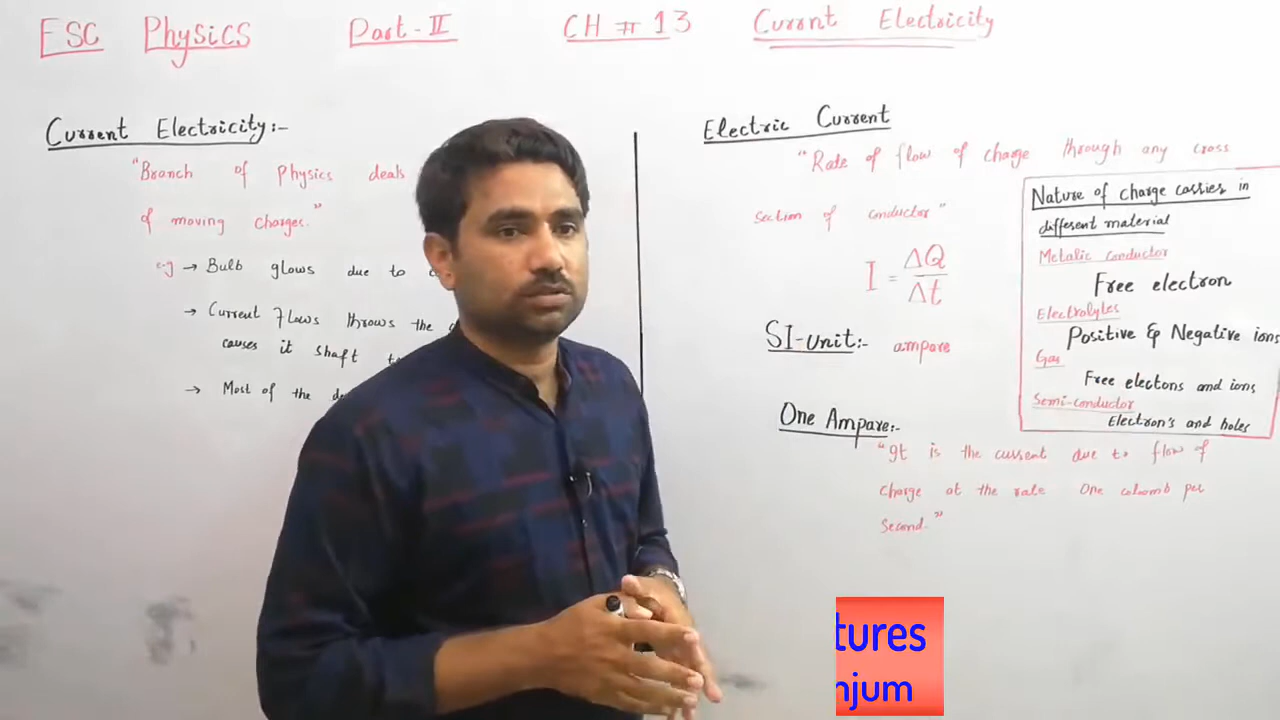 FSC Physics Part-II CH # 13 Current Electricity
Current Electricity:-
"Branch of Physics deals
of moving charges."
e.g → Bulb glows due to
→ Current flows throws the
causes it shaft
→ Most of the
Electric Current
"Rate of flow of charge through any cross
section of conductor"
I = ΔQ/Δt
SI-unit:- ampare
One Ampare:-
"It is the current due to flow of
charge at the rate One coloomb per
Second."
Nature of charge carries in
different material
Metalic conductor
Free electron
Electrolytes
Positive & Negative ions
Gas
Free electons and ions
Semi-conductor
Electron's and holes
tures
njum